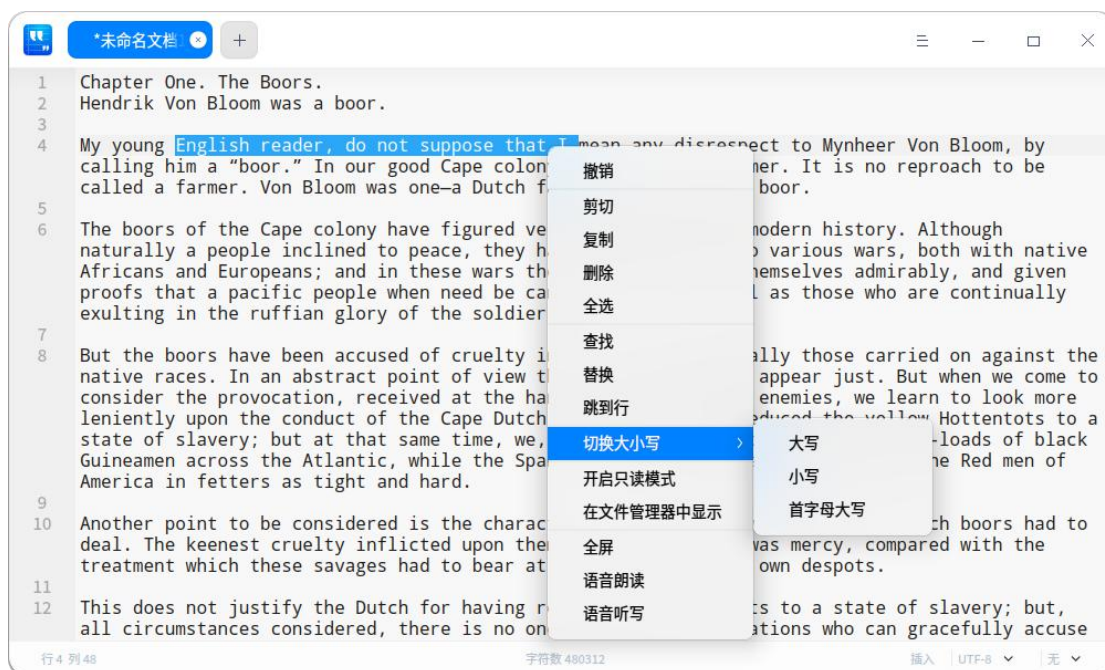 *未命名文档1
1 Chapter One. The Boors.
2 Hendrik Von Bloom was a boor.
3
4 My young English reader, do not suppose that I mean any disrespect to Mynheer Von Bloom, by
calling him a “boor.” In our good Cape colon mer. It is no reproach to be
called a farmer. Von Bloom was one—a Dutch f boor.
5
6 The boors of the Cape colony have figured ve modern history. Although
naturally a people inclined to peace, they ha various wars, both with native
Africans and Europeans; and in these wars th hemselves admirably, and given
proofs that a pacific people when need be ca as those who are continually
exulting in the ruffian glory of the soldier
7
8 But the boors have been accused of cruelty i ally those carried on against the
native races. In an abstract point of view t appear just. But when we come to
consider the provocation, received at the ha enemies, we learn to look more
leniently upon the conduct of the Cape Dutch reduced the yellow Hottentots to a
state of slavery; but at that same time, we, -loads of black
Guineamen across the Atlantic, while the Spa he Red men of
America in fetters as tight and hard.
9
10 Another point to be considered is the charac ch boors had to
deal. The keenest cruelty inflicted upon the was mercy, compared with the
treatment which these savages had to bear at own despots.
11
12 This does not justify the Dutch for having r ts to a state of slavery; but,
all circumstances considered, there is no on ations who can gracefully accuse
撤销
剪切
复制
删除
全选
查找
替换
跳到行
切换大小写
开启只读模式
在文件管理器中显示
全屏
语音朗读
语音听写
大写
小写
首字母大写
行 4 列 48 字符数 480312 插入 UTF-8 无